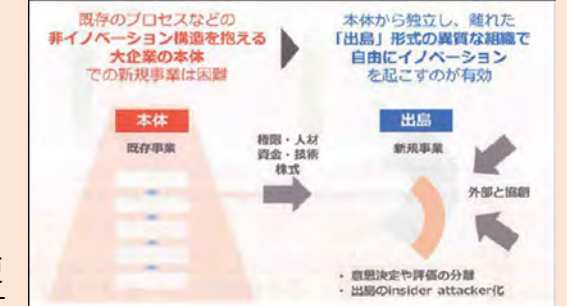 既存のプロセスなどの
非イノベーション構造を抱える
大企業の本体
での新規事業は困難
本体から独立し、離れた
「出島」形式の異質な組織で
自由にイノベーション
を起こすのが有効
本体
既存事業
権限・人材
資金・技術
株式
出島
新規事業
外部と協創
・ 意思決定や評価の分離
・ 出島のinsider attacker化